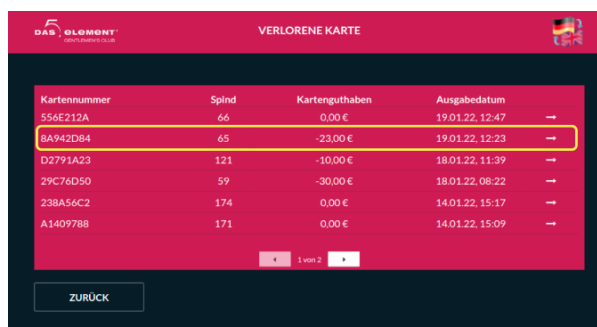 DAS 5. ELEMENT
GENTLEMEN'S CLUB
VERLORENE KARTE
Kartennummer Spind Kartenguthaben Ausgabedatum
556E212A 66 0,00 € 19.01.22, 12:47 →
8A942D84 65 -23,00 € 19.01.22, 12:23 →
D2791A23 121 -10,00 € 18.01.22, 11:39 →
29C76D50 59 -30,00 € 18.01.22, 08:22 →
238A56C2 174 0,00 € 14.01.22, 15:17 →
A1409788 171 0,00 € 14.01.22, 15:09 →
1 von 2
ZURÜCK